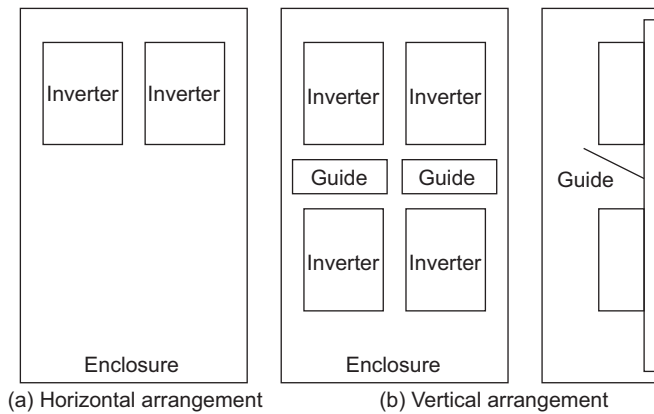 Inverter Inverter
Enclosure
(a) Horizontal arrangement
Inverter Inverter
Guide Guide
Inverter Inverter
Enclosure
Guide
(b) Vertical arrangement